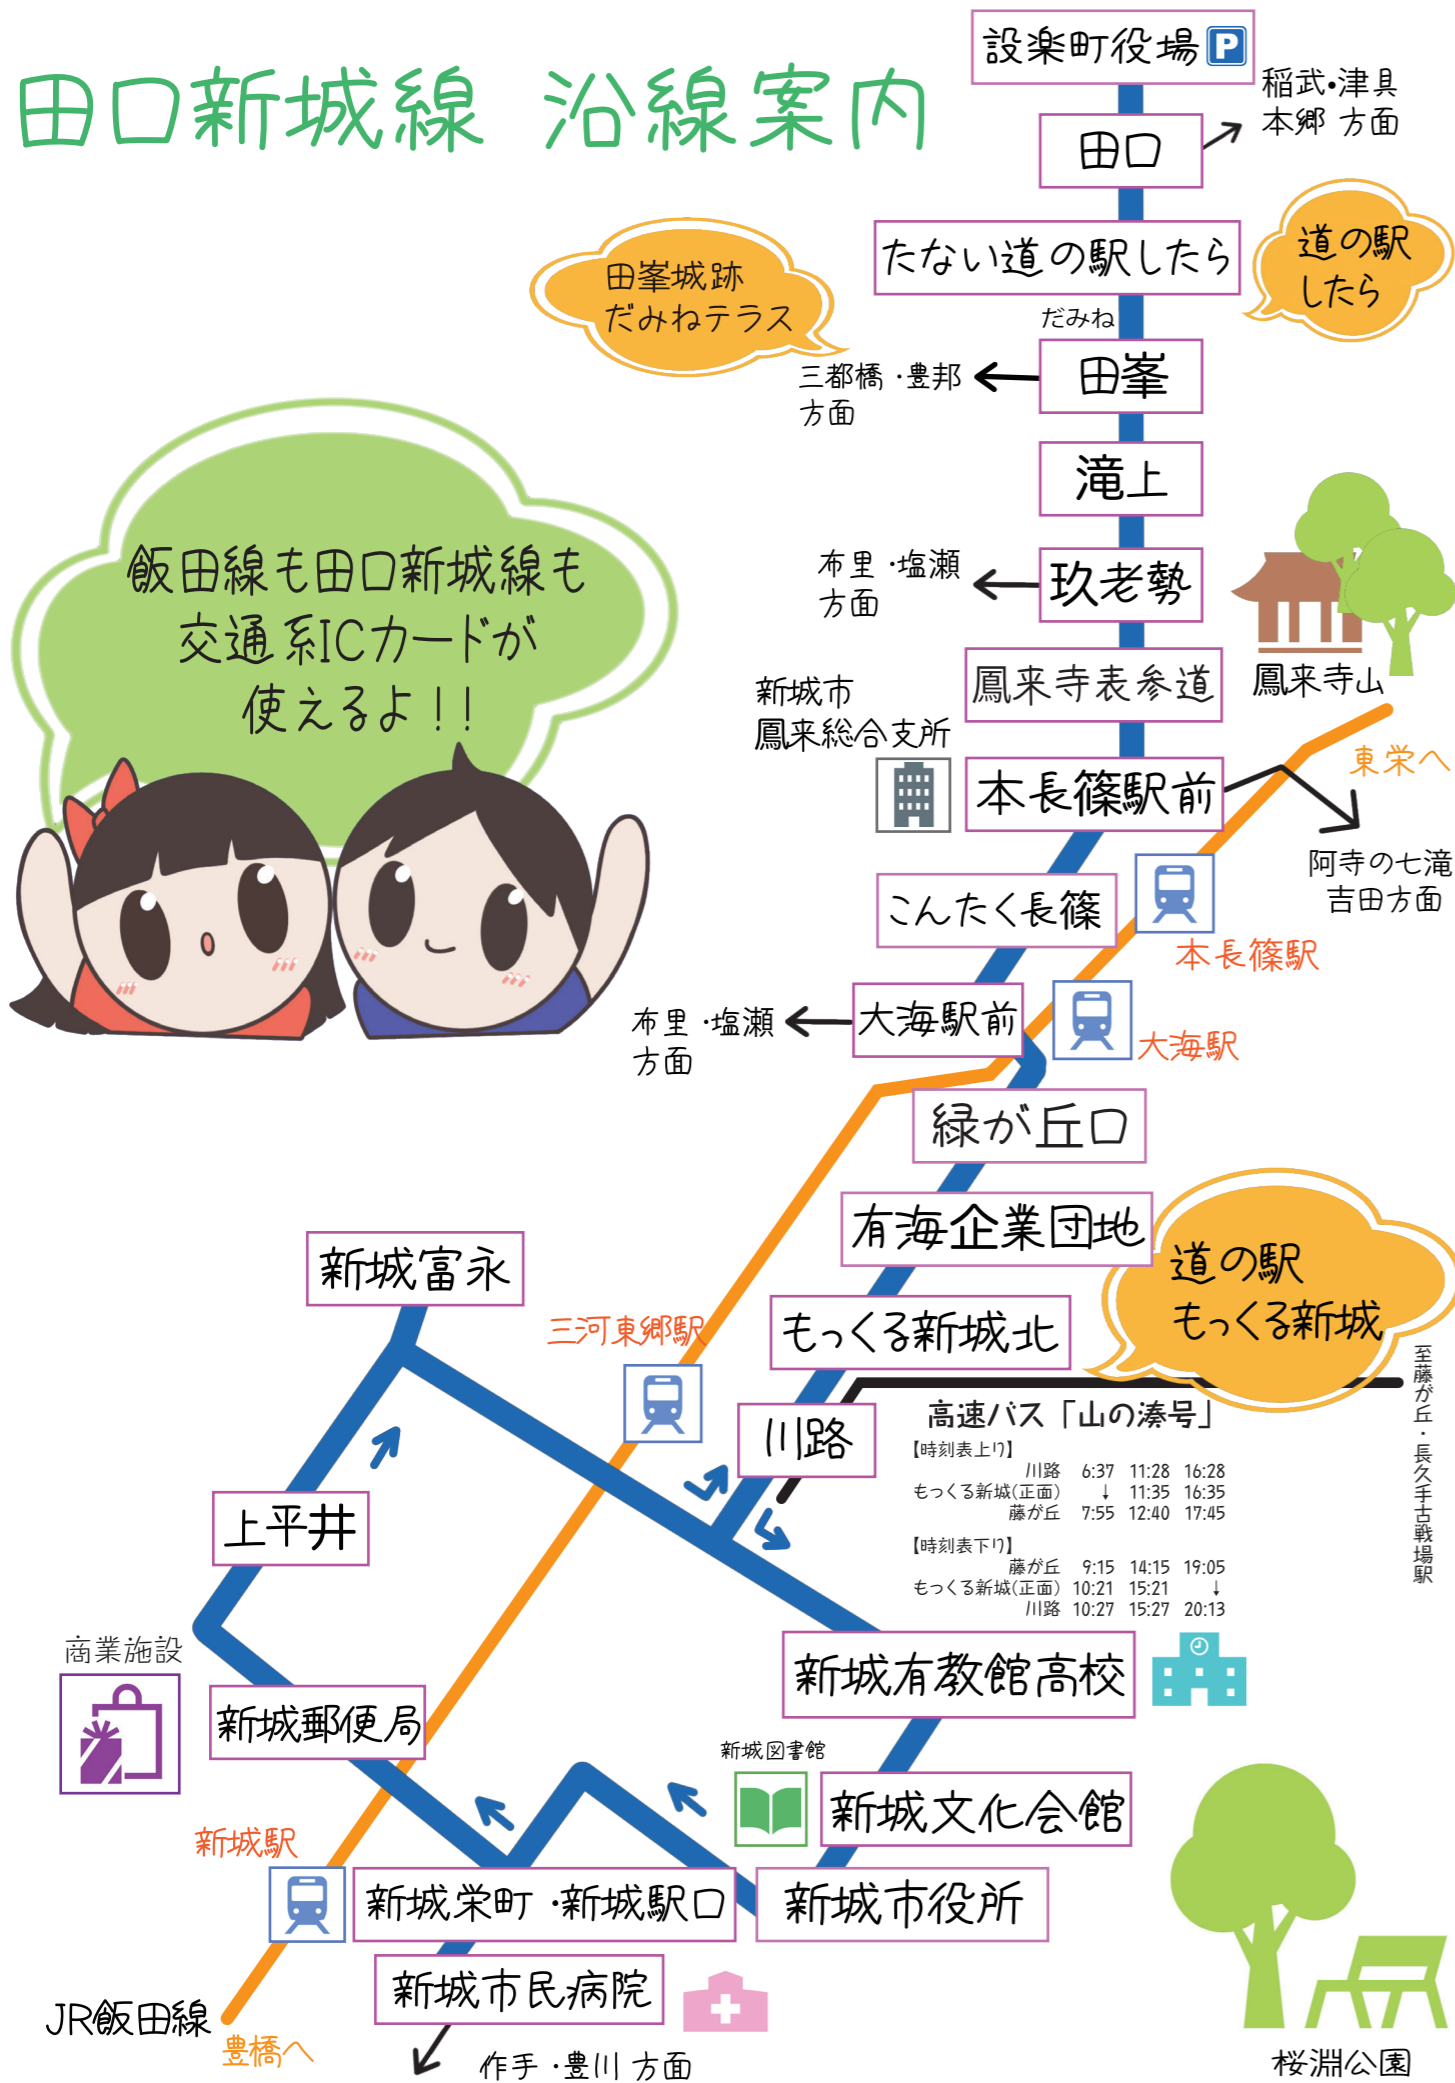 田口新城線 沿線案内
設楽町役場 P
稲武・津具
本郷 方面
田口
たない道の駅したら
道の駅
したら
田峯城跡
だみねテラス
だみね
田峯
三都橋・豊邦
方面
滝上
飯田線も田口新城線も
交通系ICカードが
使えるよ！！
布里・塩瀬
方面
玖老勢
鳳来寺表参道
鳳来寺山
新城市
鳳来総合支所
本長篠駅前
東栄へ
阿寺の七滝
吉田方面
こんたく長篠
本長篠駅
布里・塩瀬
方面
大海駅前
大海駅
緑が丘口
有海企業団地
道の駅
もっくる新城
新城富永
三河東郷駅
もっくる新城北
至藤が丘・長久手古戦場駅
川路
高速バス「山の湊号」
【時刻表上り】
川路 6:37 11:28 16:28
もっくる新城(正面) ↓ 11:35 16:35
藤が丘 7:55 12:40 17:45
【時刻表下り】
藤が丘 9:15 14:15 19:05
もっくる新城(正面) 10:21 15:21 ↓
川路 10:27 15:27 20:13
上平井
商業施設
新城有教館高校
新城郵便局
新城図書館
新城文化会館
新城駅
新城栄町・新城駅口
新城市役所
新城市民病院
JR飯田線
豊橋へ
作手・豊川 方面
桜淵公園